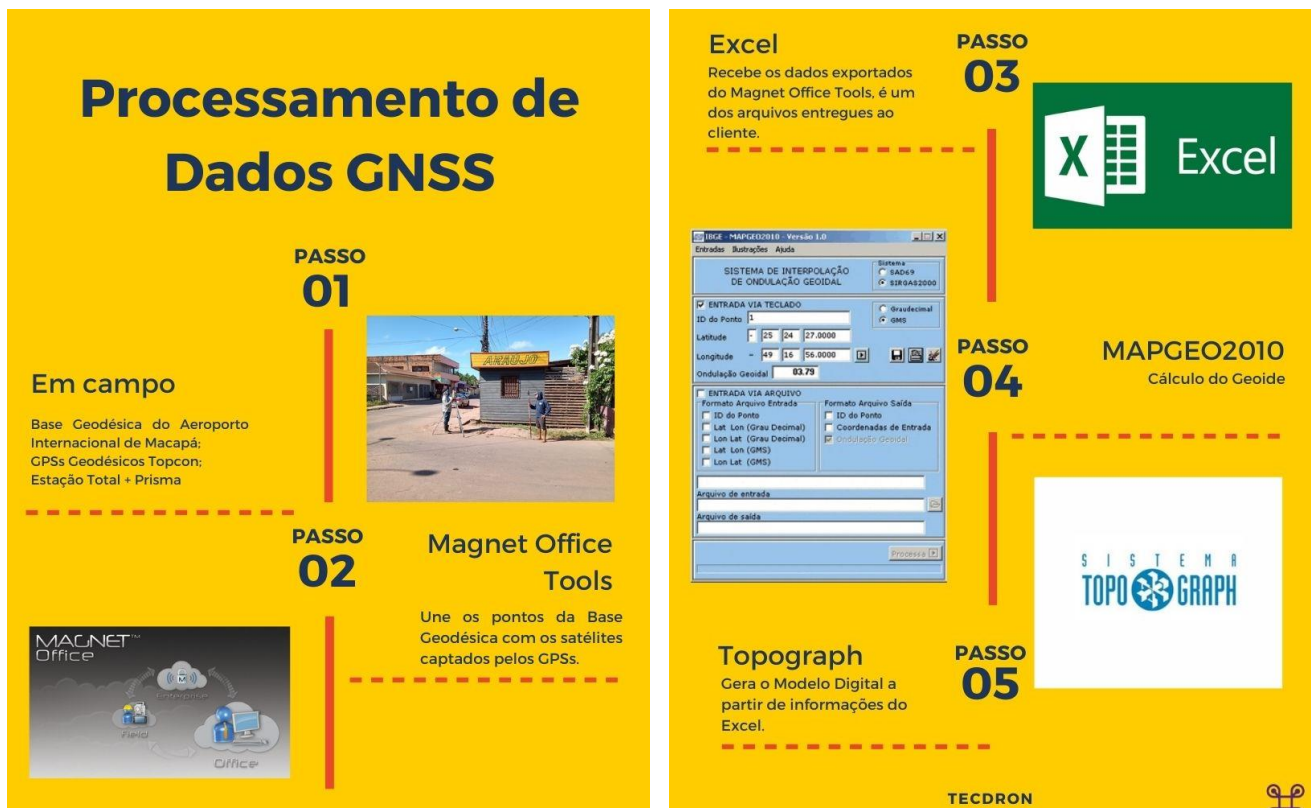 Processamento de
Dados GNSS
PASSO
01
ARAUJO
Em campo
Base Geodésica do Aeroporto
Internacional de Macapá;
GPSs Geodésicos Topcon;
Estação Total + Prisma
PASSO
02
Magnet Office
Tools
Une os pontos da Base
Geodésica com os satélites
captados pelos GPSs.
MAGNET™
Office
Enterprise
Field
Office
Excel
Recebe os dados exportados
do Magnet Office Tools, é um
dos arquivos entregues ao
cliente.
PASSO
03
X Excel
IBGE - MAPGEO2010 - Versão 1.0
Entradas Ilustrações Ajuda
SISTEMA DE INTERPOLAÇÃO
DE ONDULAÇÃO GEOIDAL
Sistema
SAD69
SIRGAS2000
ENTRADA VIA TECLADO
ID do Ponto 1
Graudecimal
GMS
Latitude - 25 24 27.0000
Longitude - 49 16 56.0000
Ondulação Geoidal 03.79
ENTRADA VIA ARQUIVO
Formato Arquivo Entrada
ID do Ponto
Lat Lon (Grau Decimal)
Lon Lat (Grau Decimal)
Lat Lon (GMS)
Lon Lat (GMS)
Formato Arquivo Saída
ID do Ponto
Coordenadas de Entrada
Ondulação Geoidal
Arquivo de entrada
Arquivo de saída
Processa
PASSO
04
MAPGEO2010
Cálculo do Geoide
SISTEMA
TOPOGRAPH
Topograph
Gera o Modelo Digital a
partir de informações do
Excel.
PASSO
05
TECDRON